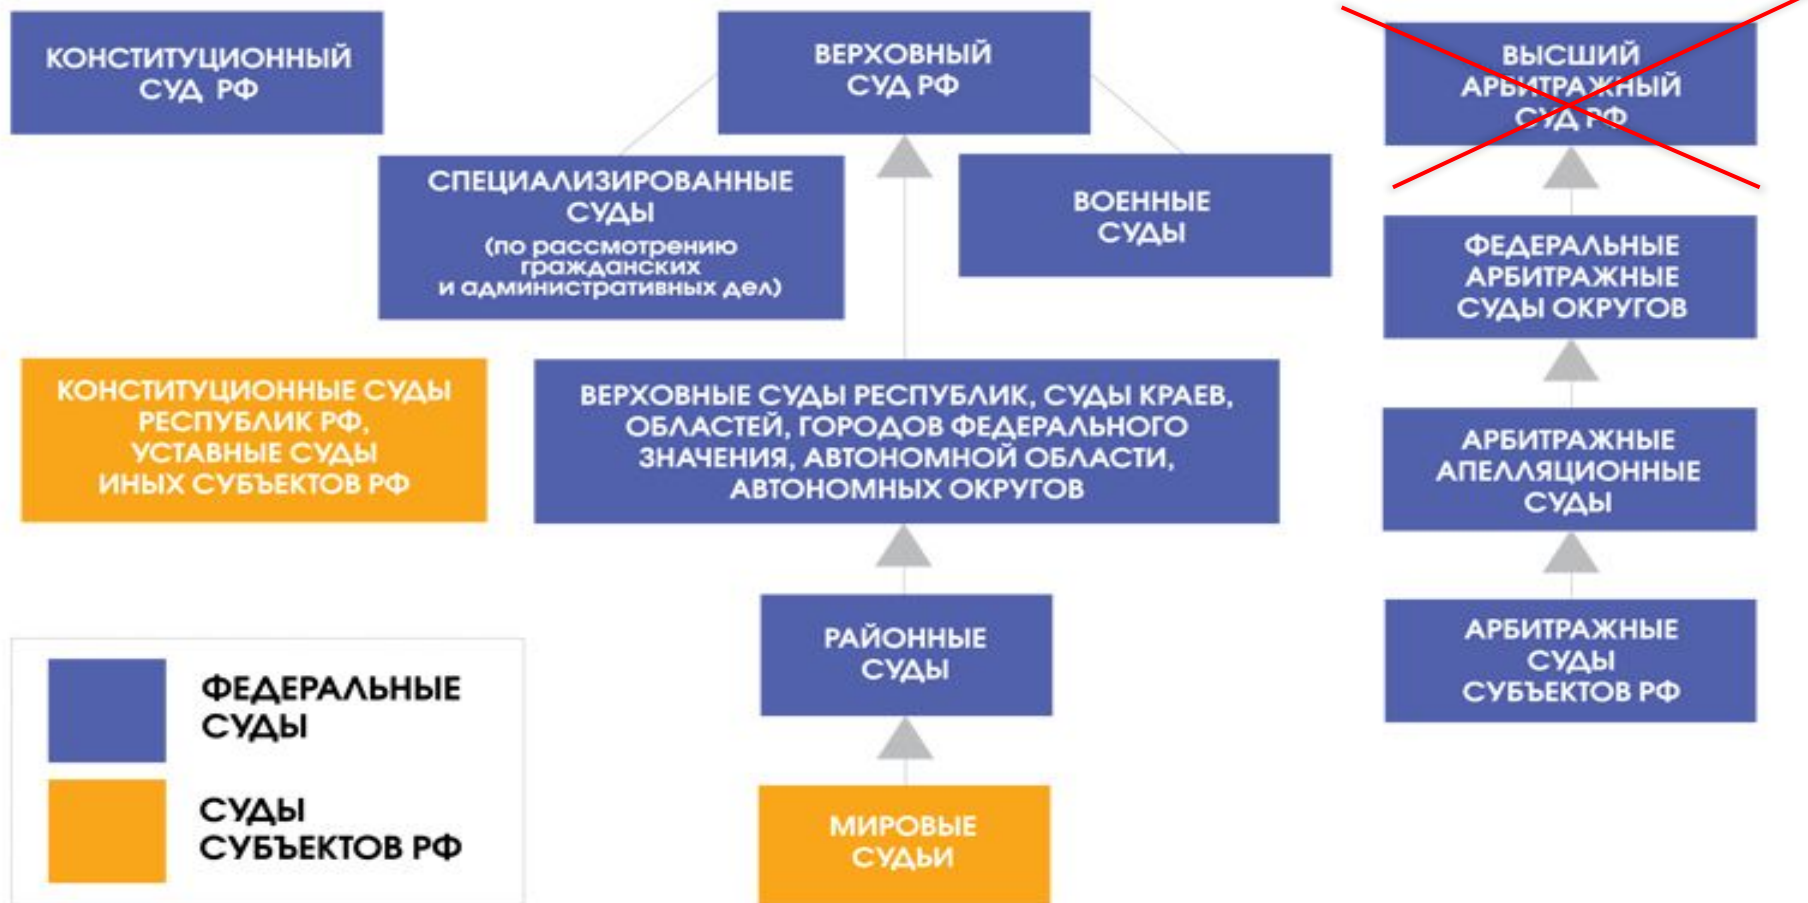 КОНСТИТУЦИОННЫЙ
СУД РФ
ВЕРХОВНЫЙ
СУД РФ
ВЫСШИЙ
АРБИТРАЖНЫЙ
СУД РФ
СПЕЦИАЛИЗИРОВАННЫЕ
СУДЫ
(по рассмотрению
гражданских
и административных дел)
ВОЕННЫЕ
СУДЫ
ФЕДЕРАЛЬНЫЕ
АРБИТРАЖНЫЕ
СУДЫ ОКРУГОВ
КОНСТИТУЦИОННЫЕ СУДЫ
РЕСПУБЛИК РФ,
УСТАВНЫЕ СУДЫ
ИНЫХ СУБЪЕКТОВ РФ
ВЕРХОВНЫЕ СУДЫ РЕСПУБЛИК, СУДЫ КРАЕВ,
ОБЛАСТЕЙ, ГОРОДОВ ФЕДЕРАЛЬНОГО
ЗНАЧЕНИЯ, АВТОНОМНОЙ ОБЛАСТИ,
АВТОНОМНЫХ ОКРУГОВ
АРБИТРАЖНЫЕ
АПЕЛЛЯЦИОННЫЕ
СУДЫ
РАЙОННЫЕ
СУДЫ
АРБИТРАЖНЫЕ
СУДЫ
СУБЪЕКТОВ РФ
ФЕДЕРАЛЬНЫЕ
СУДЫ
СУДЫ
СУБЪЕКТОВ РФ
МИРОВЫЕ
СУДЬИ